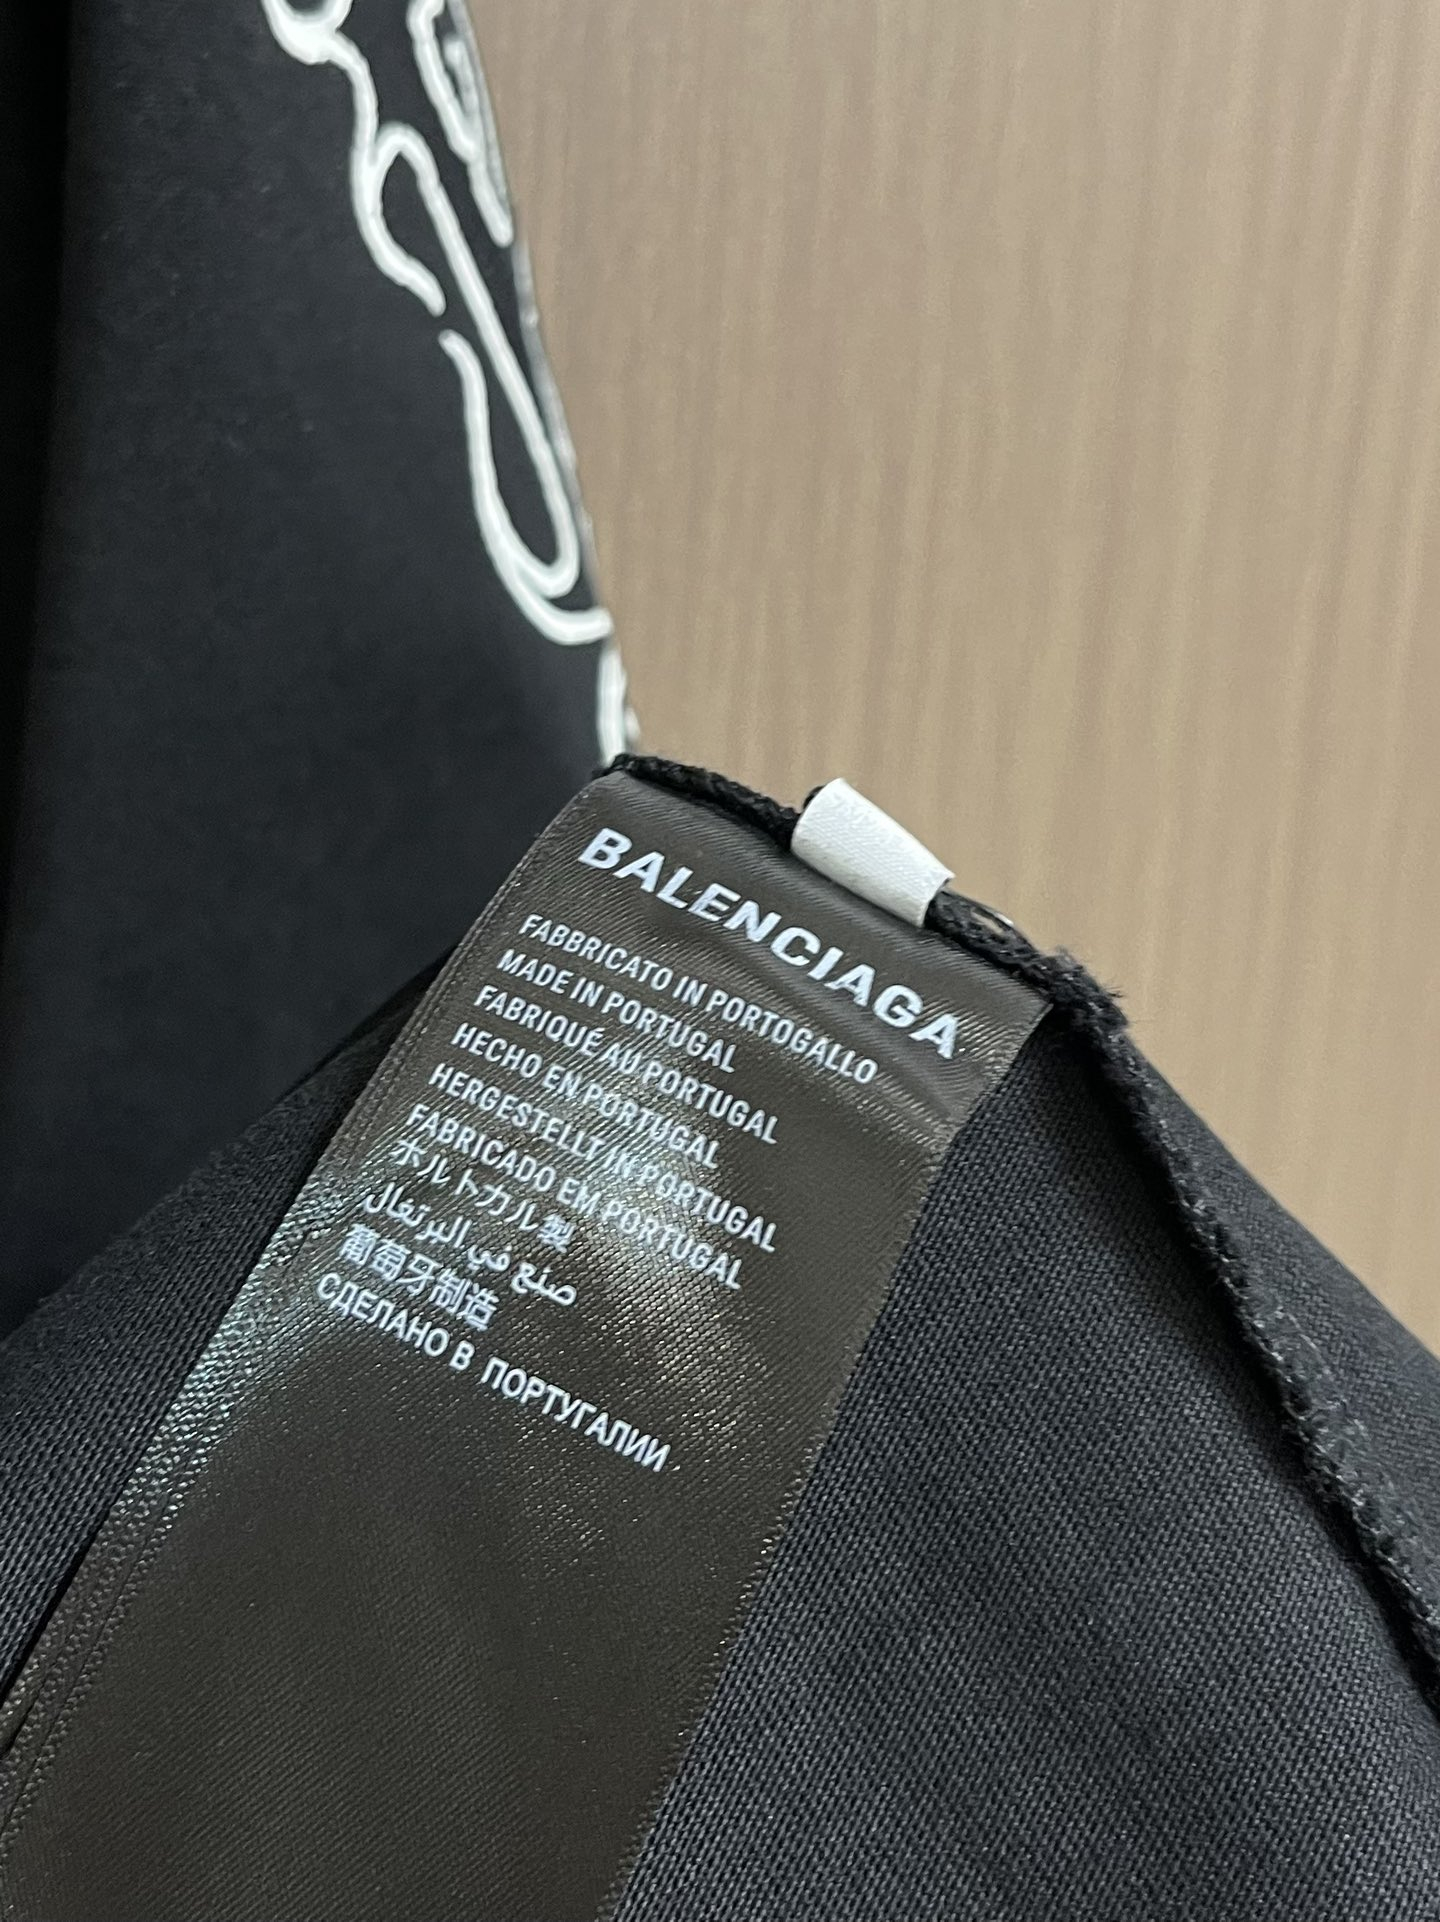 BALENCIAGA
FABBRICATO IN PORTOGALLO
MADE IN PORTUGAL
FABRIQUÉ AU PORTUGAL
HECHO EN PORTUGAL
HERGESTELLT IN PORTUGAL
FABRICADO EM PORTUGAL
ポルトガル製
صنع في البرتغال
葡萄牙制造
СДЕЛАНО В ПОРТУГАЛИИ